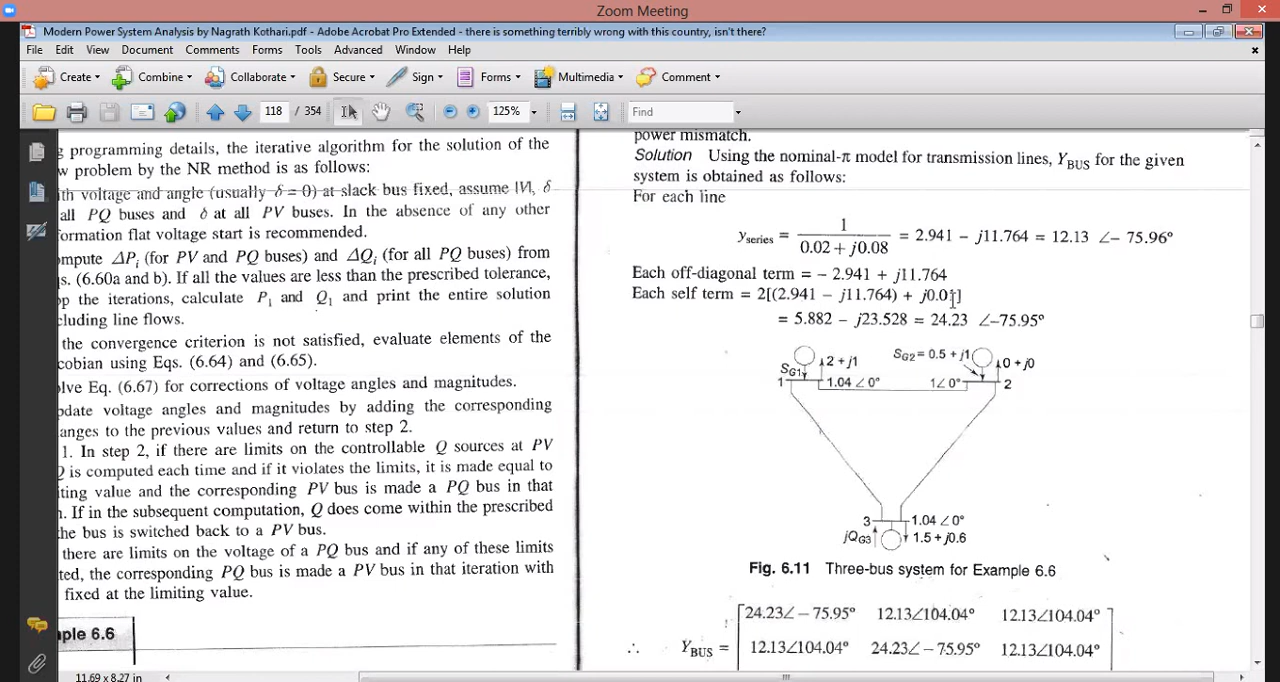 Zoom Meeting
Modern Power System Analysis by Nagrath Kothari.pdf - Adobe Acrobat Pro Extended - there is something terribly wrong with this country, isn't there?
File Edit View Document Comments Forms Tools Advanced Window Help
Create Combine Collaborate Secure Sign Forms Multimedia Comment
118 / 354 125% Find
g programming details, the iterative algorithm for the solution of the
w problem by the NR method is as follows:
ith voltage and angle (usually δ = 0) at slack bus fixed, assume |V|, δ
all PQ buses and δ at all PV buses. In the absence of any other
formation flat voltage start is recommended.
ompute ΔPi (for PV and PQ buses) and ΔQi (for all PQ buses) from
s. (6.60a and b). If all the values are less than the prescribed tolerance,
op the iterations, calculate P1 and Q1 and print the entire solution
cluding line flows.
the convergence criterion is not satisfied, evaluate elements of the
cobian using Eqs. (6.64) and (6.65).
lve Eq. (6.67) for corrections of voltage angles and magnitudes.
pdate voltage angles and magnitudes by adding the corresponding
anges to the previous values and return to step 2.
1. In step 2, if there are limits on the controllable Q sources at PV
Q is computed each time and if it violates the limits, it is made equal to
iting value and the corresponding PV bus is made a PQ bus in that
n. If in the subsequent computation, Q does come within the prescribed
the bus is switched back to a PV bus.
there are limits on the voltage of a PQ bus and if any of these limits
ted, the corresponding PQ bus is made a PV bus in that iteration with
fixed at the limiting value.
ple 6.6
11.69 x 8.27 in
power mismatch.
Solution Using the nominal-π model for transmission lines, YBUS for the given
system is obtained as follows:
For each line
yseries = 1 / 0.02 + j0.08 = 2.941 − j11.764 = 12.13 ∠− 75.96°
Each off-diagonal term = − 2.941 + j11.764
Each self term = 2[(2.941 − j11.764) + j0.01]
= 5.882 − j23.528 = 24.23 ∠−75.95°
SG1 2 + j1 SG2 = 0.5 + j1 0 + j0
1 1.04 ∠ 0° 1∠ 0° 2
3 1.04 ∠ 0°
jQG3 1.5 + j0.6
Fig. 6.11 Three-bus system for Example 6.6
24.23∠− 75.95° 12.13∠104.04° 12.13∠104.04°
∴ YBUS = 12.13∠104.04° 24.23∠− 75.95° 12.13∠104.04°